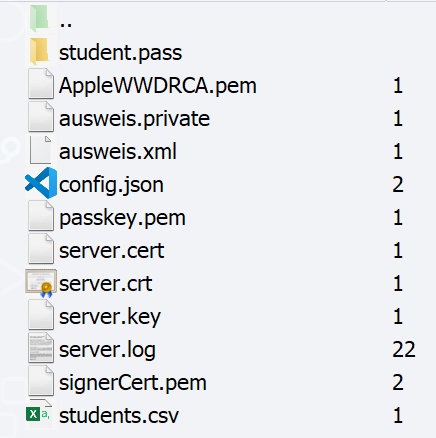 ..
student.pass
AppleWWDRCA.pem 1
ausweis.private 1
ausweis.xml 1
config.json 2
passkey.pem 1
server.cert 1
server.crt 1
server.key 1
server.log 22
signerCert.pem 2
students.csv 1